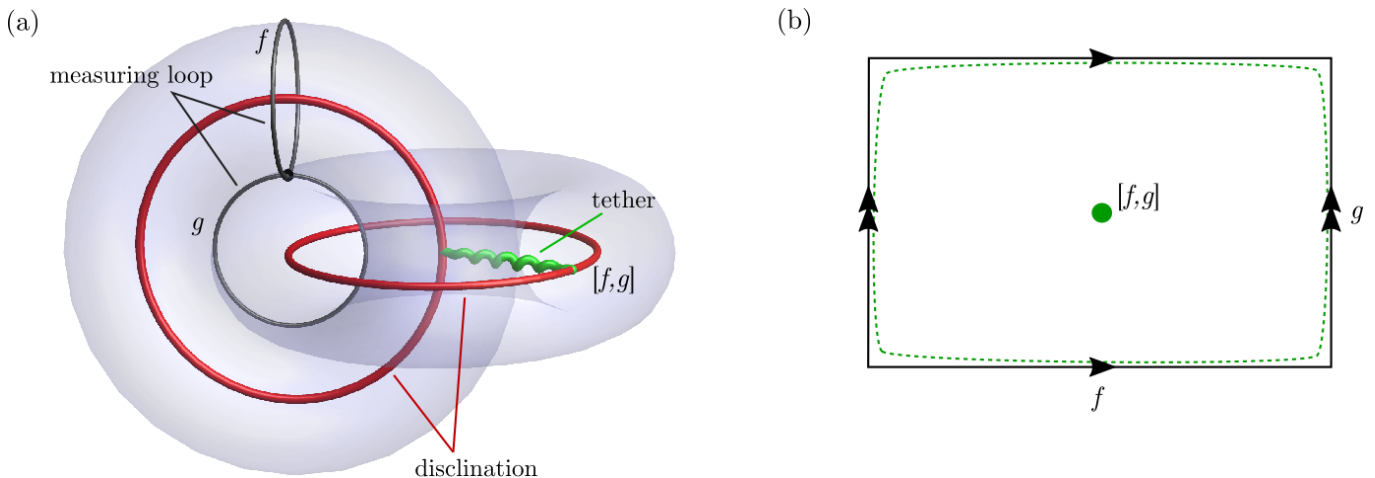 (a)
f
measuring loop
g
tether
[f,g]
disclination
(b)
[f,g]
g
f